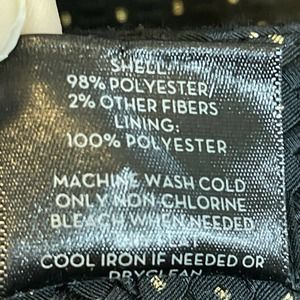 SHELL:
98% POLYESTER/
2% OTHER FIBERS
LINING:
100% POLYESTER
MACHINE WASH COLD
ONLY NON CHLORINE
BLEACH WHEN NEEDED
COOL IRON IF NEEDED OR
DRYCLEAN